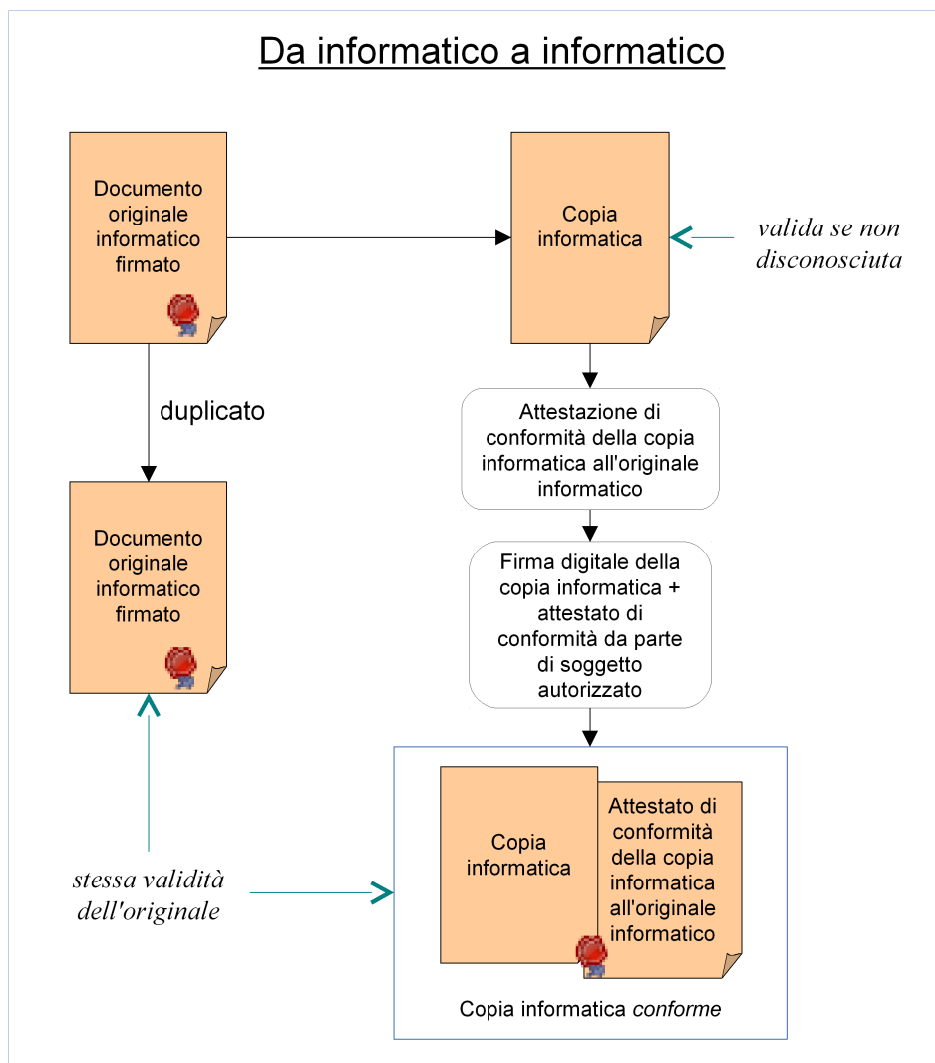 Da informatico a informatico
Documento
originale
informatico
firmato
Copia
informatica
valida se non
disconosciuta
duplicato
Attestazione di
conformità della copia
informatica all'originale
informatico
Documento
originale
informatico
firmato
Firma digitale della
copia informatica +
attestato di
conformità da parte
di soggetto
autorizzato
stessa validità
dell'originale
Copia
informatica
Attestato di
conformità
della copia
informatica
all'originale
informatico
Copia informatica conforme